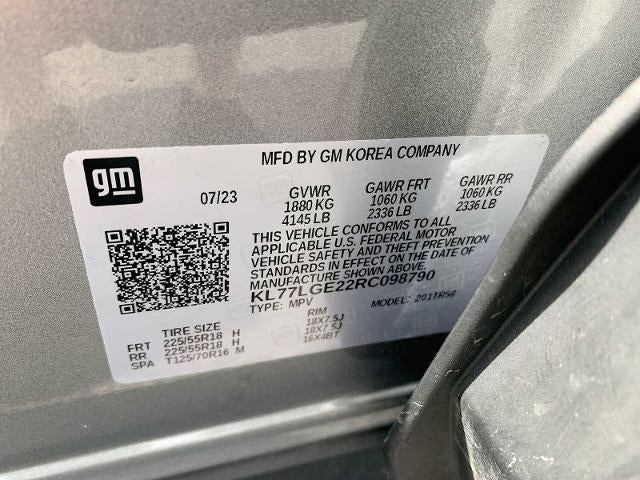 gm
MFD BY GM KOREA COMPANY
07/23 GVWR GAWR FRT GAWR RR
1880 KG 1060 KG 1060 KG
4145 LB 2336 LB 2336 LB
THIS VEHICLE CONFORMS TO ALL
APPLICABLE U.S. FEDERAL MOTOR
VEHICLE SAFETY AND THEFT PREVENTION
STANDARDS IN EFFECT ON THE DATE OF
MANUFACTURE SHOWN ABOVE
KL77LGE22RC098790
TYPE: MPV MODEL: 201TR58
TIRE SIZE RIM
FRT 225/55R18 H 18X7.5J
RR 225/55R18 H 18X7.5J
SPA T125/70R16 M 16X4BT